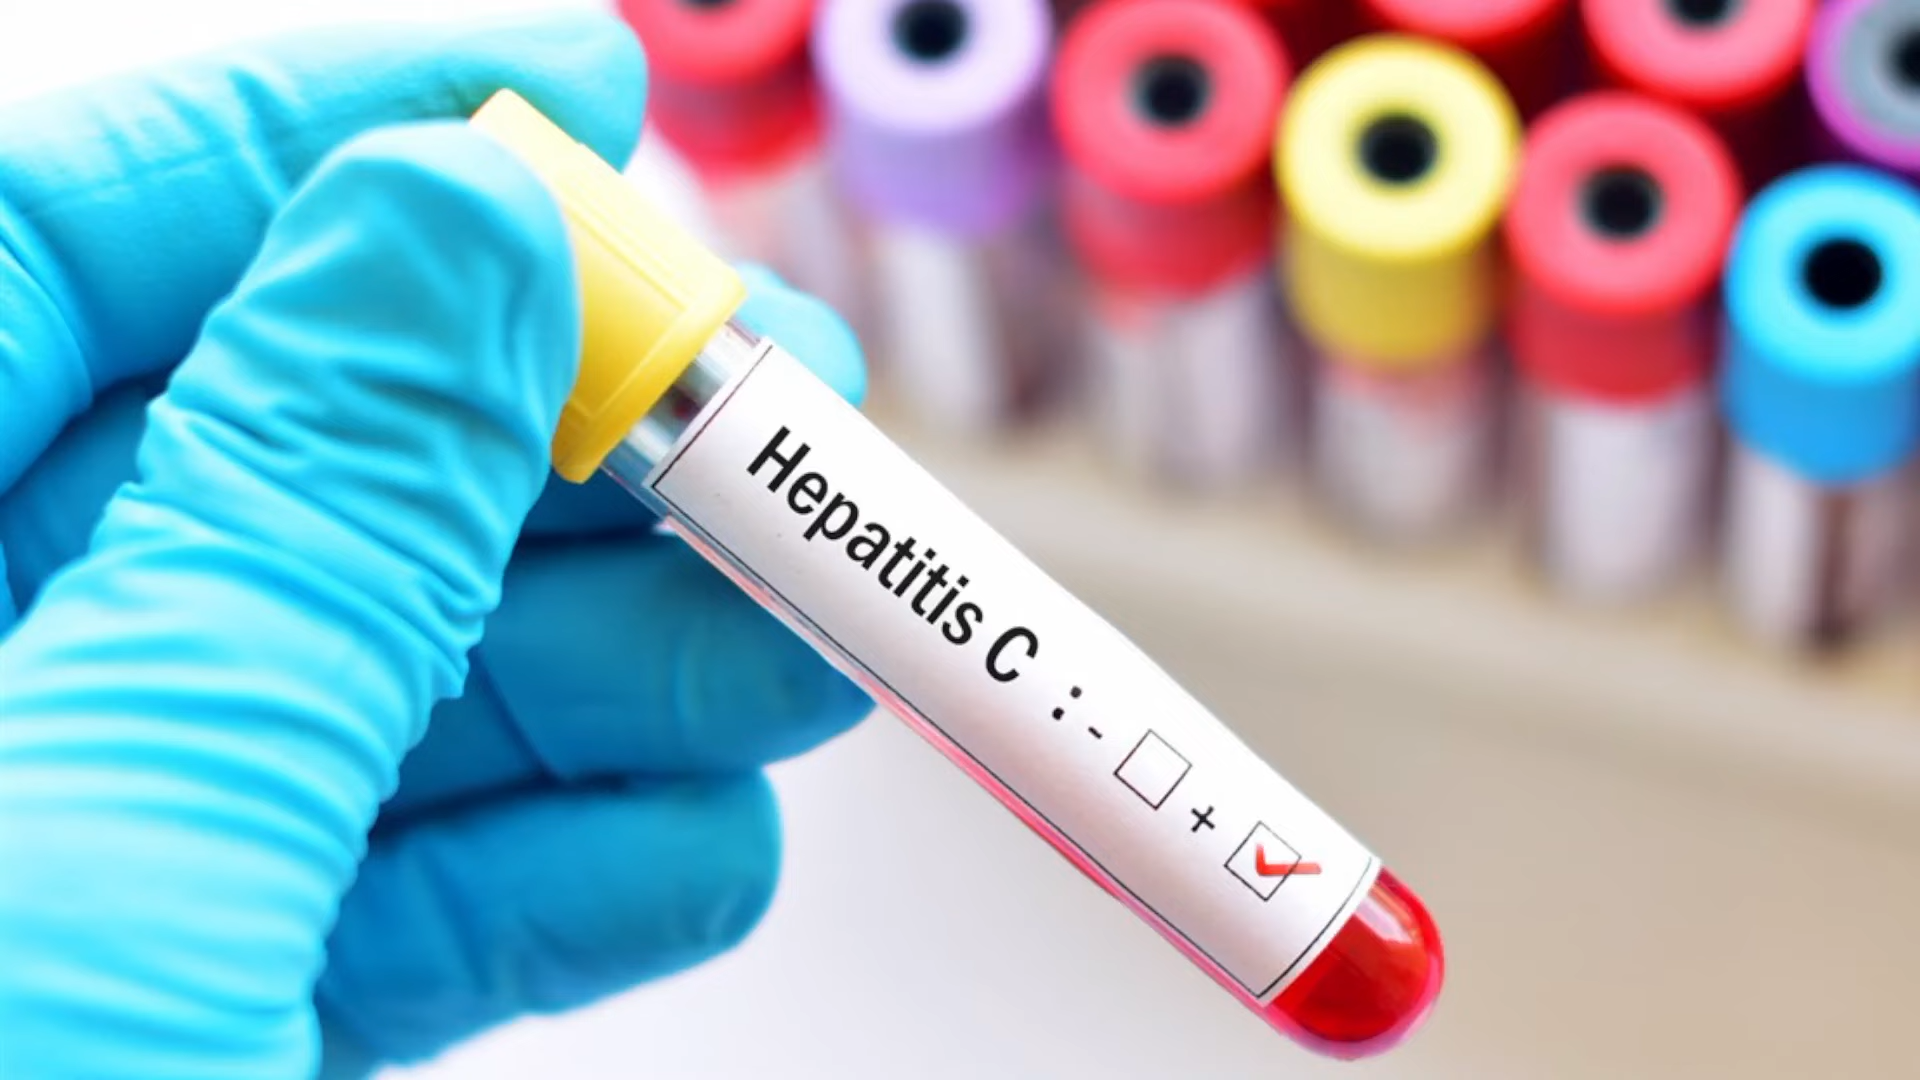 Hepatitis C : - ☐ + ☑